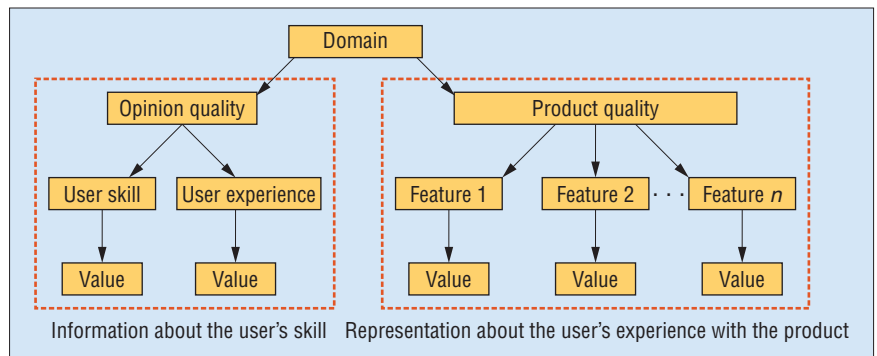 Domain
Opinion quality
Product quality
User skill
User experience
Feature 1
Feature 2
. . .
Feature n
Value
Value
Value
Value
Value
Information about the user's skill
Representation about the user's experience with the product